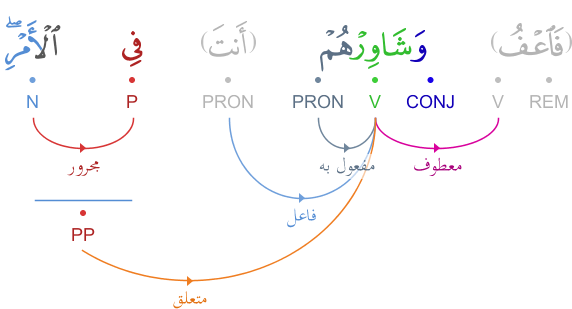 (فَٱعْفُ) وَشَاوِرْهُمْ (أَنتَ) فِي ٱلْأَمْرِ ۖ
REM V CONJ V PRON PRON P N
معطوف مفعول به مجرور
فاعل
PP
متعلق